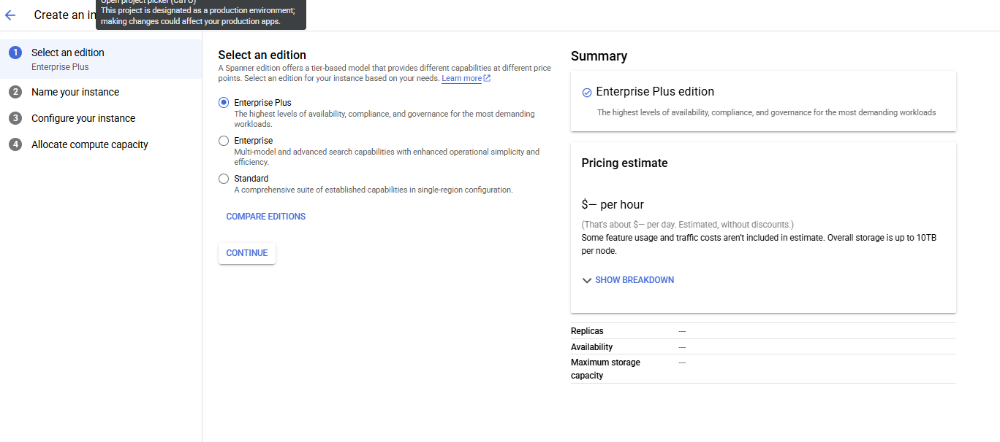 Open project picker (Ctrl O)
Create an in
This project is designated as a production environment;
making changes could affect your production apps.
1
Select an edition
Enterprise Plus
2
Name your instance
3
Configure your instance
4
Allocate compute capacity
Select an edition
A Spanner edition offers a tier-based model that provides different capabilities at different price
points. Select an edition for your instance based on your needs. Learn more
Enterprise Plus
The highest levels of availability, compliance, and governance for the most demanding
workloads.
Enterprise
Multi-model and advanced search capabilities with enhanced operational simplicity and
efficiency.
Standard
A comprehensive suite of established capabilities in single-region configuration.
COMPARE EDITIONS
CONTINUE
Summary
Enterprise Plus edition
The highest levels of availability, compliance, and governance for the most demanding workloads
Pricing estimate
$— per hour
(That's about $— per day. Estimated, without discounts.)
Some feature usage and traffic costs aren't included in estimate. Overall storage is up to 10TB
per node.
SHOW BREAKDOWN
Replicas ---
Availability ---
Maximum storage ---
capacity